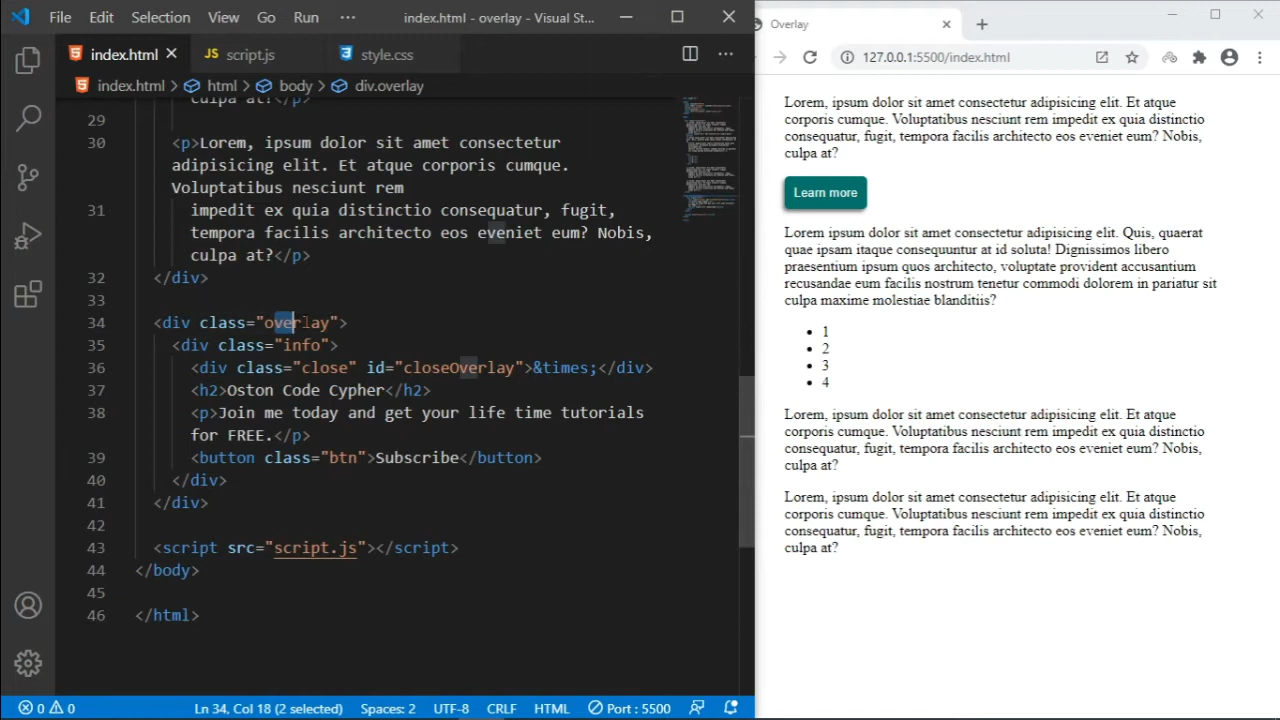 File Edit Selection View Go Run ··· index.html - overlay - Visual St...
index.html JS script.js style.css
index.html > html > body > div.overlay
culpa at?</p>
29
30 <p>Lorem, ipsum dolor sit amet consectetur
adipisicing elit. Et atque corporis cumque.
Voluptatibus nesciunt rem
31 impedit ex quia distinctio consequatur, fugit,
tempora facilis architecto eos eveniet eum? Nobis,
culpa at?</p>
32 </div>
33
34 <div class="overlay">
35 <div class="info">
36 <div class="close" id="closeOverlay">&times;</div>
37 <h2>Oston Code Cypher</h2>
38 <p>Join me today and get your life time tutorials
for FREE.</p>
39 <button class="btn">Subscribe</button>
40 </div>
41 </div>
42
43 <script src="script.js"></script>
44 </body>
45
46 </html>
0 0 Ln 34, Col 18 (2 selected) Spaces: 2 UTF-8 CRLF HTML Port : 5500
Overlay
127.0.0.1:5500/index.html
Lorem, ipsum dolor sit amet consectetur adipisicing elit. Et atque
corporis cumque. Voluptatibus nesciunt rem impedit ex quia distinctio
consequatur, fugit, tempora facilis architecto eos eveniet eum? Nobis,
culpa at?
Learn more
Lorem ipsum dolor sit amet consectetur adipisicing elit. Quis, quaerat
quae ipsam itaque consequuntur at id soluta! Dignissimos libero
praesentium ipsum quos architecto, voluptate provident accusantium
recusandae eum facilis nostrum tenetur commodi dolorem in pariatur sit
culpa maxime molestiae blanditiis?
• 1
• 2
• 3
• 4
Lorem, ipsum dolor sit amet consectetur adipisicing elit. Et atque
corporis cumque. Voluptatibus nesciunt rem impedit ex quia distinctio
consequatur, fugit, tempora facilis architecto eos eveniet eum? Nobis,
culpa at?
Lorem, ipsum dolor sit amet consectetur adipisicing elit. Et atque
corporis cumque. Voluptatibus nesciunt rem impedit ex quia distinctio
consequatur, fugit, tempora facilis architecto eos eveniet eum? Nobis,
culpa at?